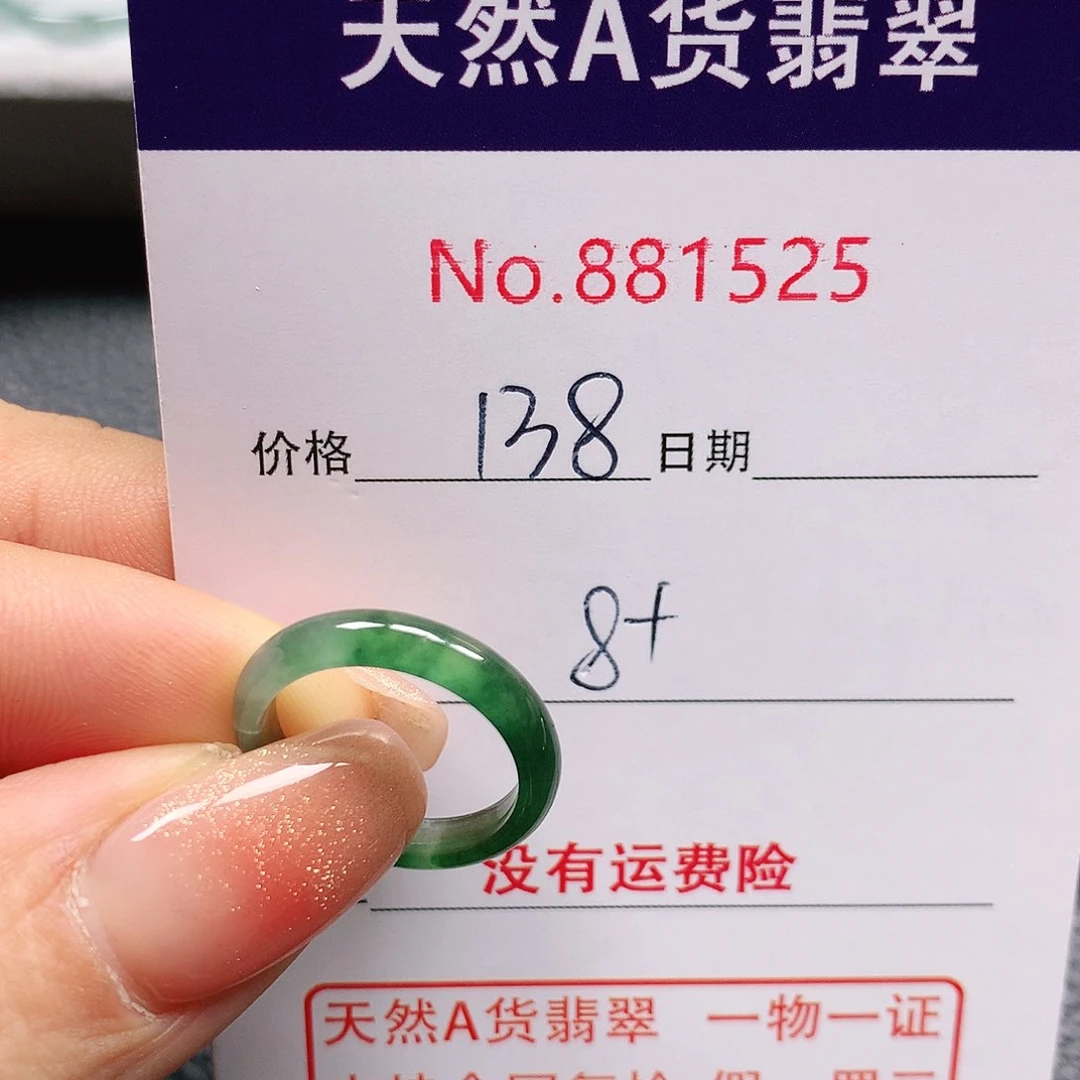 天然A货翡翠
No.881525
价格 138 日期
8+
没有运费险
天然A货翡翠 一物一证